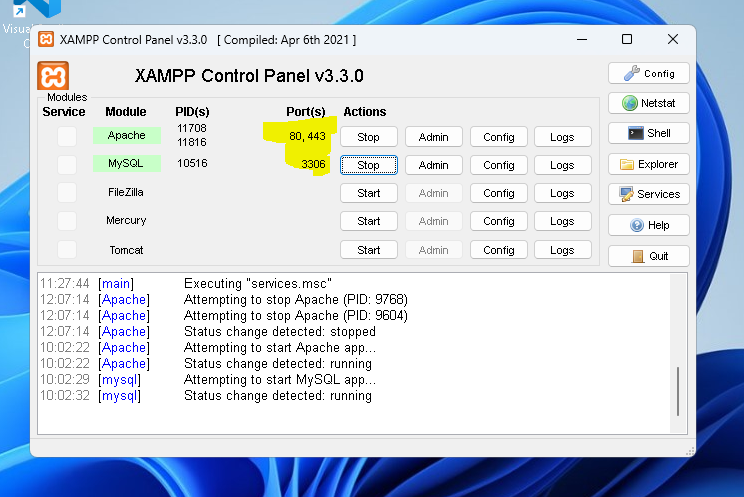 Visual
XAMPP Control Panel v3.3.0 [ Compiled: Apr 6th 2021 ]
XAMPP Control Panel v3.3.0
Config
Modules
Service Module PID(s) Port(s) Actions
Netstat
Apache 11708 11816 80, 443 Stop Admin Config Logs
Shell
MySQL 10516 3306 Stop Admin Config Logs
Explorer
FileZilla Start Admin Config Logs
Services
Mercury Start Admin Config Logs
Help
Tomcat Start Admin Config Logs
Quit
11:27:44 [main] Executing "services.msc"
12:07:14 [Apache] Attempting to stop Apache (PID: 9768)
12:07:14 [Apache] Attempting to stop Apache (PID: 9604)
12:07:14 [Apache] Status change detected: stopped
10:02:22 [Apache] Attempting to start Apache app...
10:02:22 [Apache] Status change detected: running
10:02:29 [mysql] Attempting to start MySQL app...
10:02:32 [mysql] Status change detected: running